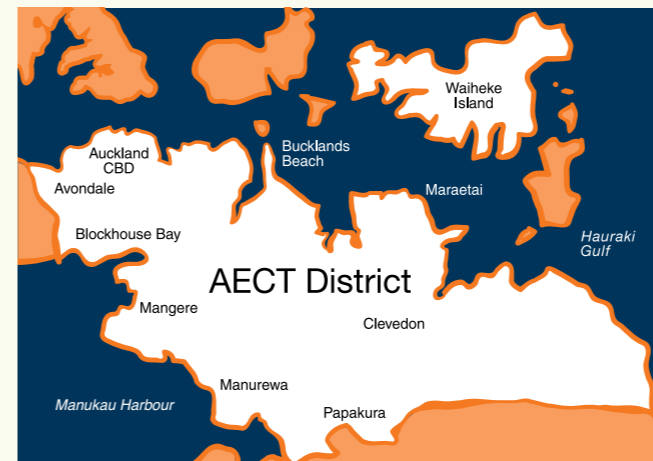 Waiheke
Island
Auckland
CBD
Bucklands
Beach
Avondale
Maraetai
Blockhouse Bay
Hauraki
Gulf
AECT District
Mangere
Clevedon
Manurewa
Manukau Harbour
Papakura